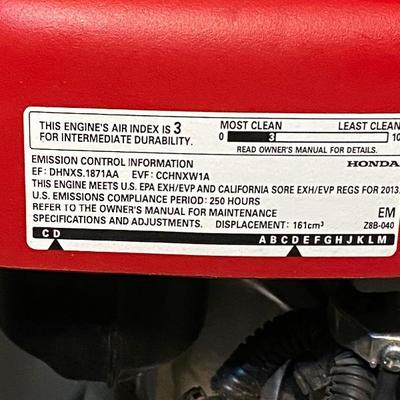 THIS ENGINE'S AIR INDEX IS 3
FOR INTERMEDIATE DURABILITY.
MOST CLEAN LEAST CLEAN
0 3 10
READ OWNER'S MANUAL FOR DETAILS.
EMISSION CONTROL INFORMATION HONDA
EF: DHNXS.1871AA EVF: CCHNXW1A
THIS ENGINE MEETS U.S. EPA EXH/EVP AND CALIFORNIA SORE EXH/EVP REGS FOR 2013.
U.S. EMISSIONS COMPLIANCE PERIOD: 250 HOURS
REFER TO THE OWNER'S MANUAL FOR MAINTENANCE EM
SPECIFICATIONS AND ADJUSTMENTS. DISPLACEMENT: 161cm³ Z8B-040
C D A B C D E F G H J K L M